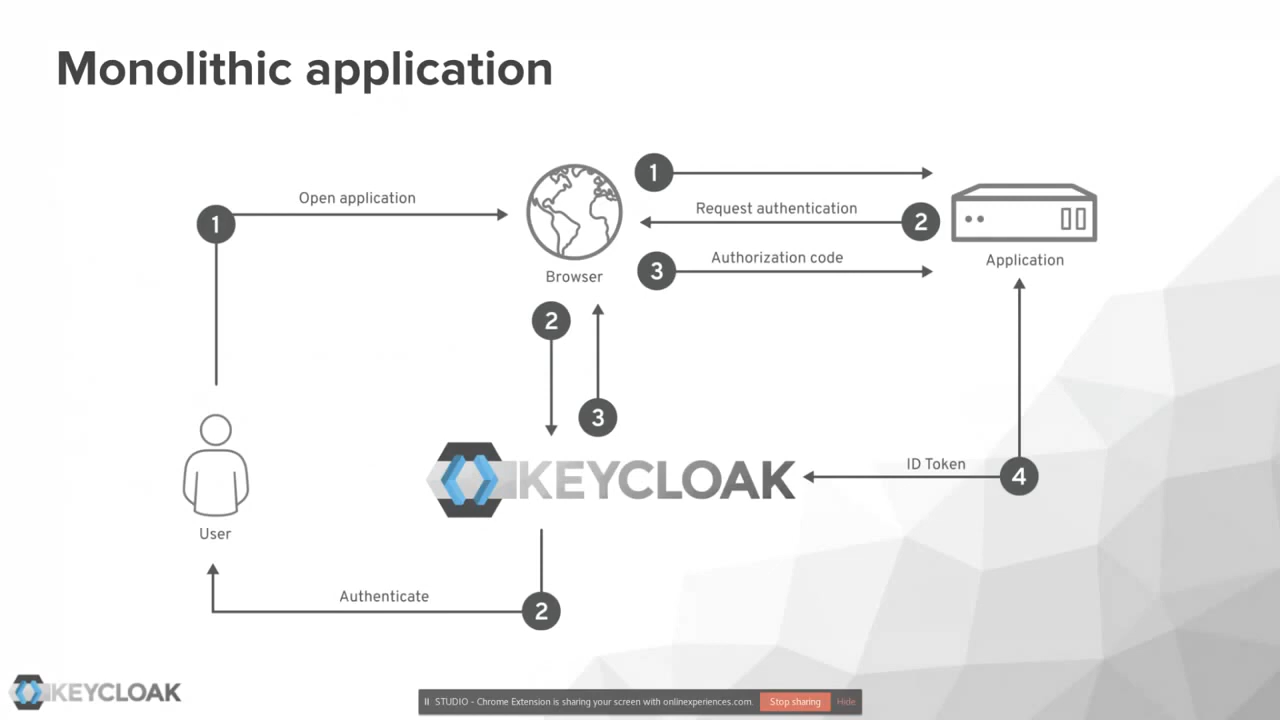 Monolithic application
1
Open application
1
Request authentication
2
3
Authorization code
Browser
Application
2
3
KEYCLOAK
ID Token
4
User
Authenticate
2
KEYCLOAK
STUDIO - Chrome Extension is sharing your screen with onlinexperiences.com.
Stop sharing
Hide